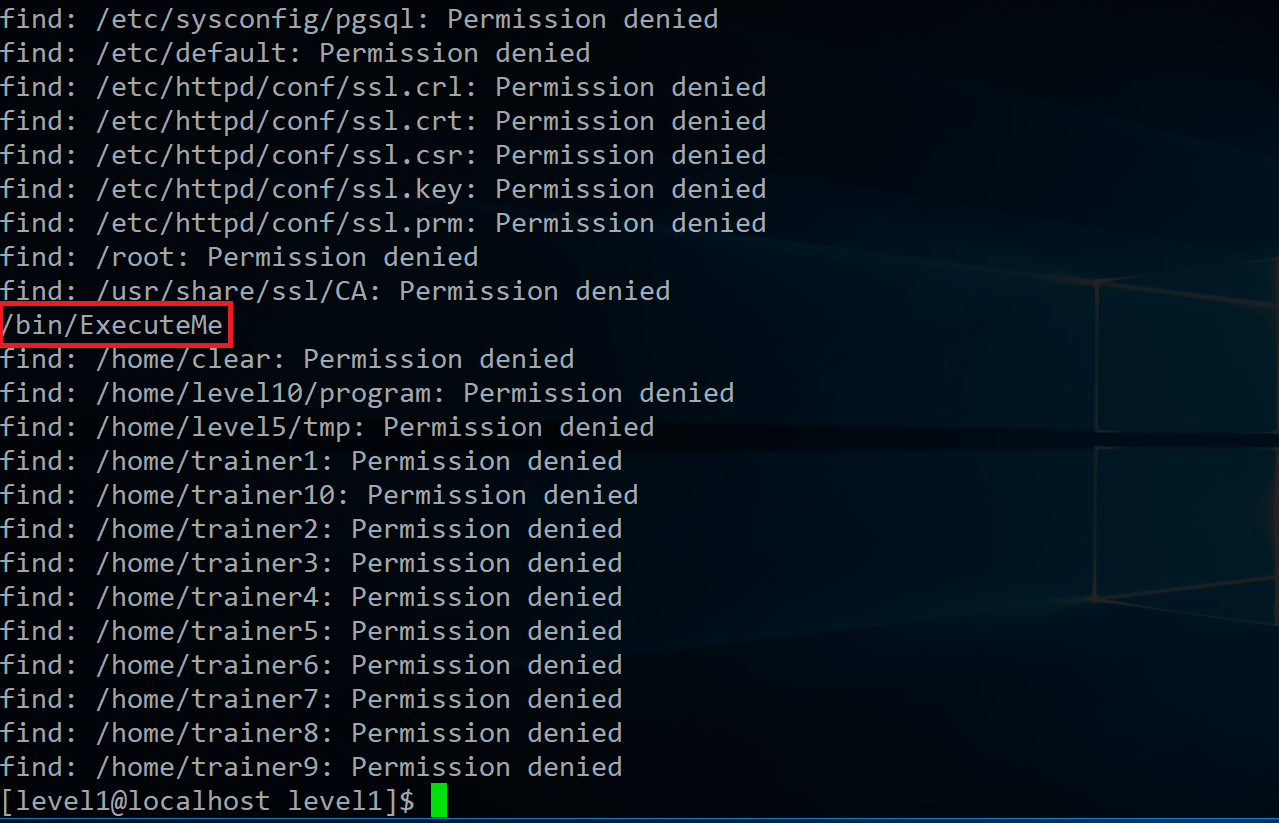 find: /etc/sysconfig/pgsql: Permission denied
find: /etc/default: Permission denied
find: /etc/httpd/conf/ssl.crl: Permission denied
find: /etc/httpd/conf/ssl.crt: Permission denied
find: /etc/httpd/conf/ssl.csr: Permission denied
find: /etc/httpd/conf/ssl.key: Permission denied
find: /etc/httpd/conf/ssl.prm: Permission denied
find: /root: Permission denied
find: /usr/share/ssl/CA: Permission denied
/bin/ExecuteMe
find: /home/clear: Permission denied
find: /home/level10/program: Permission denied
find: /home/level5/tmp: Permission denied
find: /home/trainer1: Permission denied
find: /home/trainer10: Permission denied
find: /home/trainer2: Permission denied
find: /home/trainer3: Permission denied
find: /home/trainer4: Permission denied
find: /home/trainer5: Permission denied
find: /home/trainer6: Permission denied
find: /home/trainer7: Permission denied
find: /home/trainer8: Permission denied
find: /home/trainer9: Permission denied
[level1@localhost level1]$